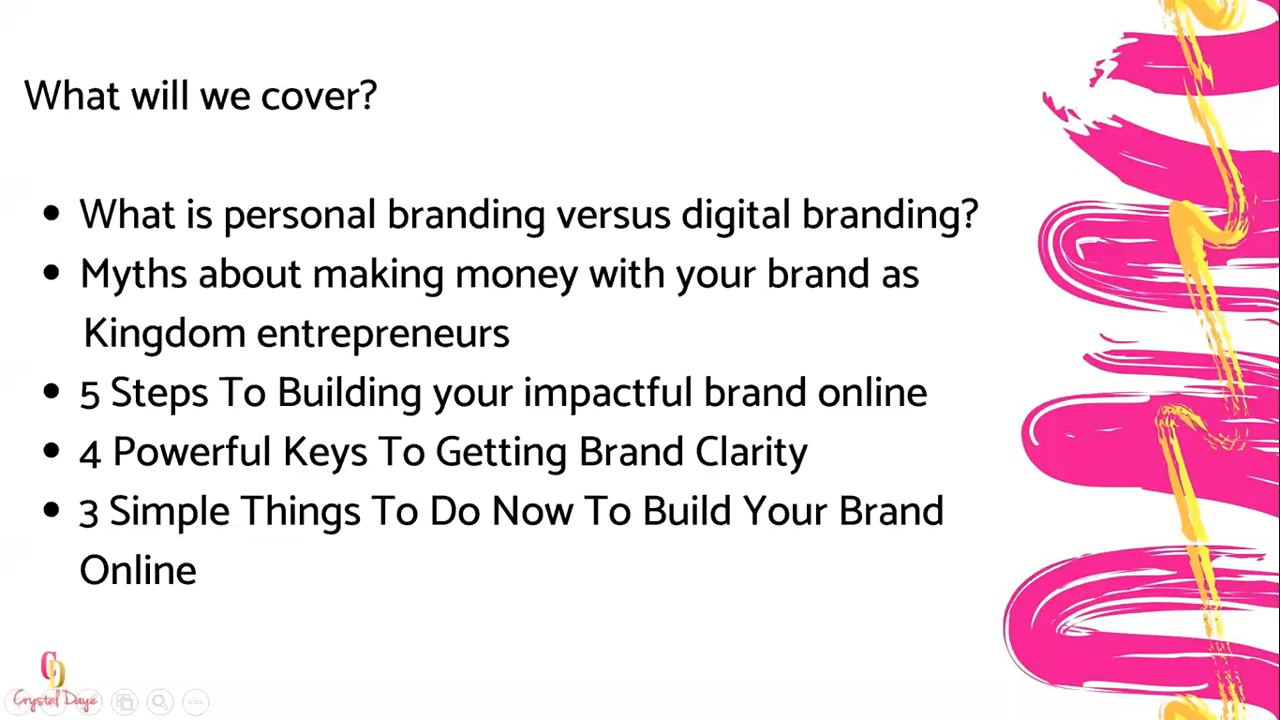 What will we cover?
• What is personal branding versus digital branding?
• Myths about making money with your brand as
Kingdom entrepreneurs
• 5 Steps To Building your impactful brand online
• 4 Powerful Keys To Getting Brand Clarity
• 3 Simple Things To Do Now To Build Your Brand
Online
CD
Crystal Daye